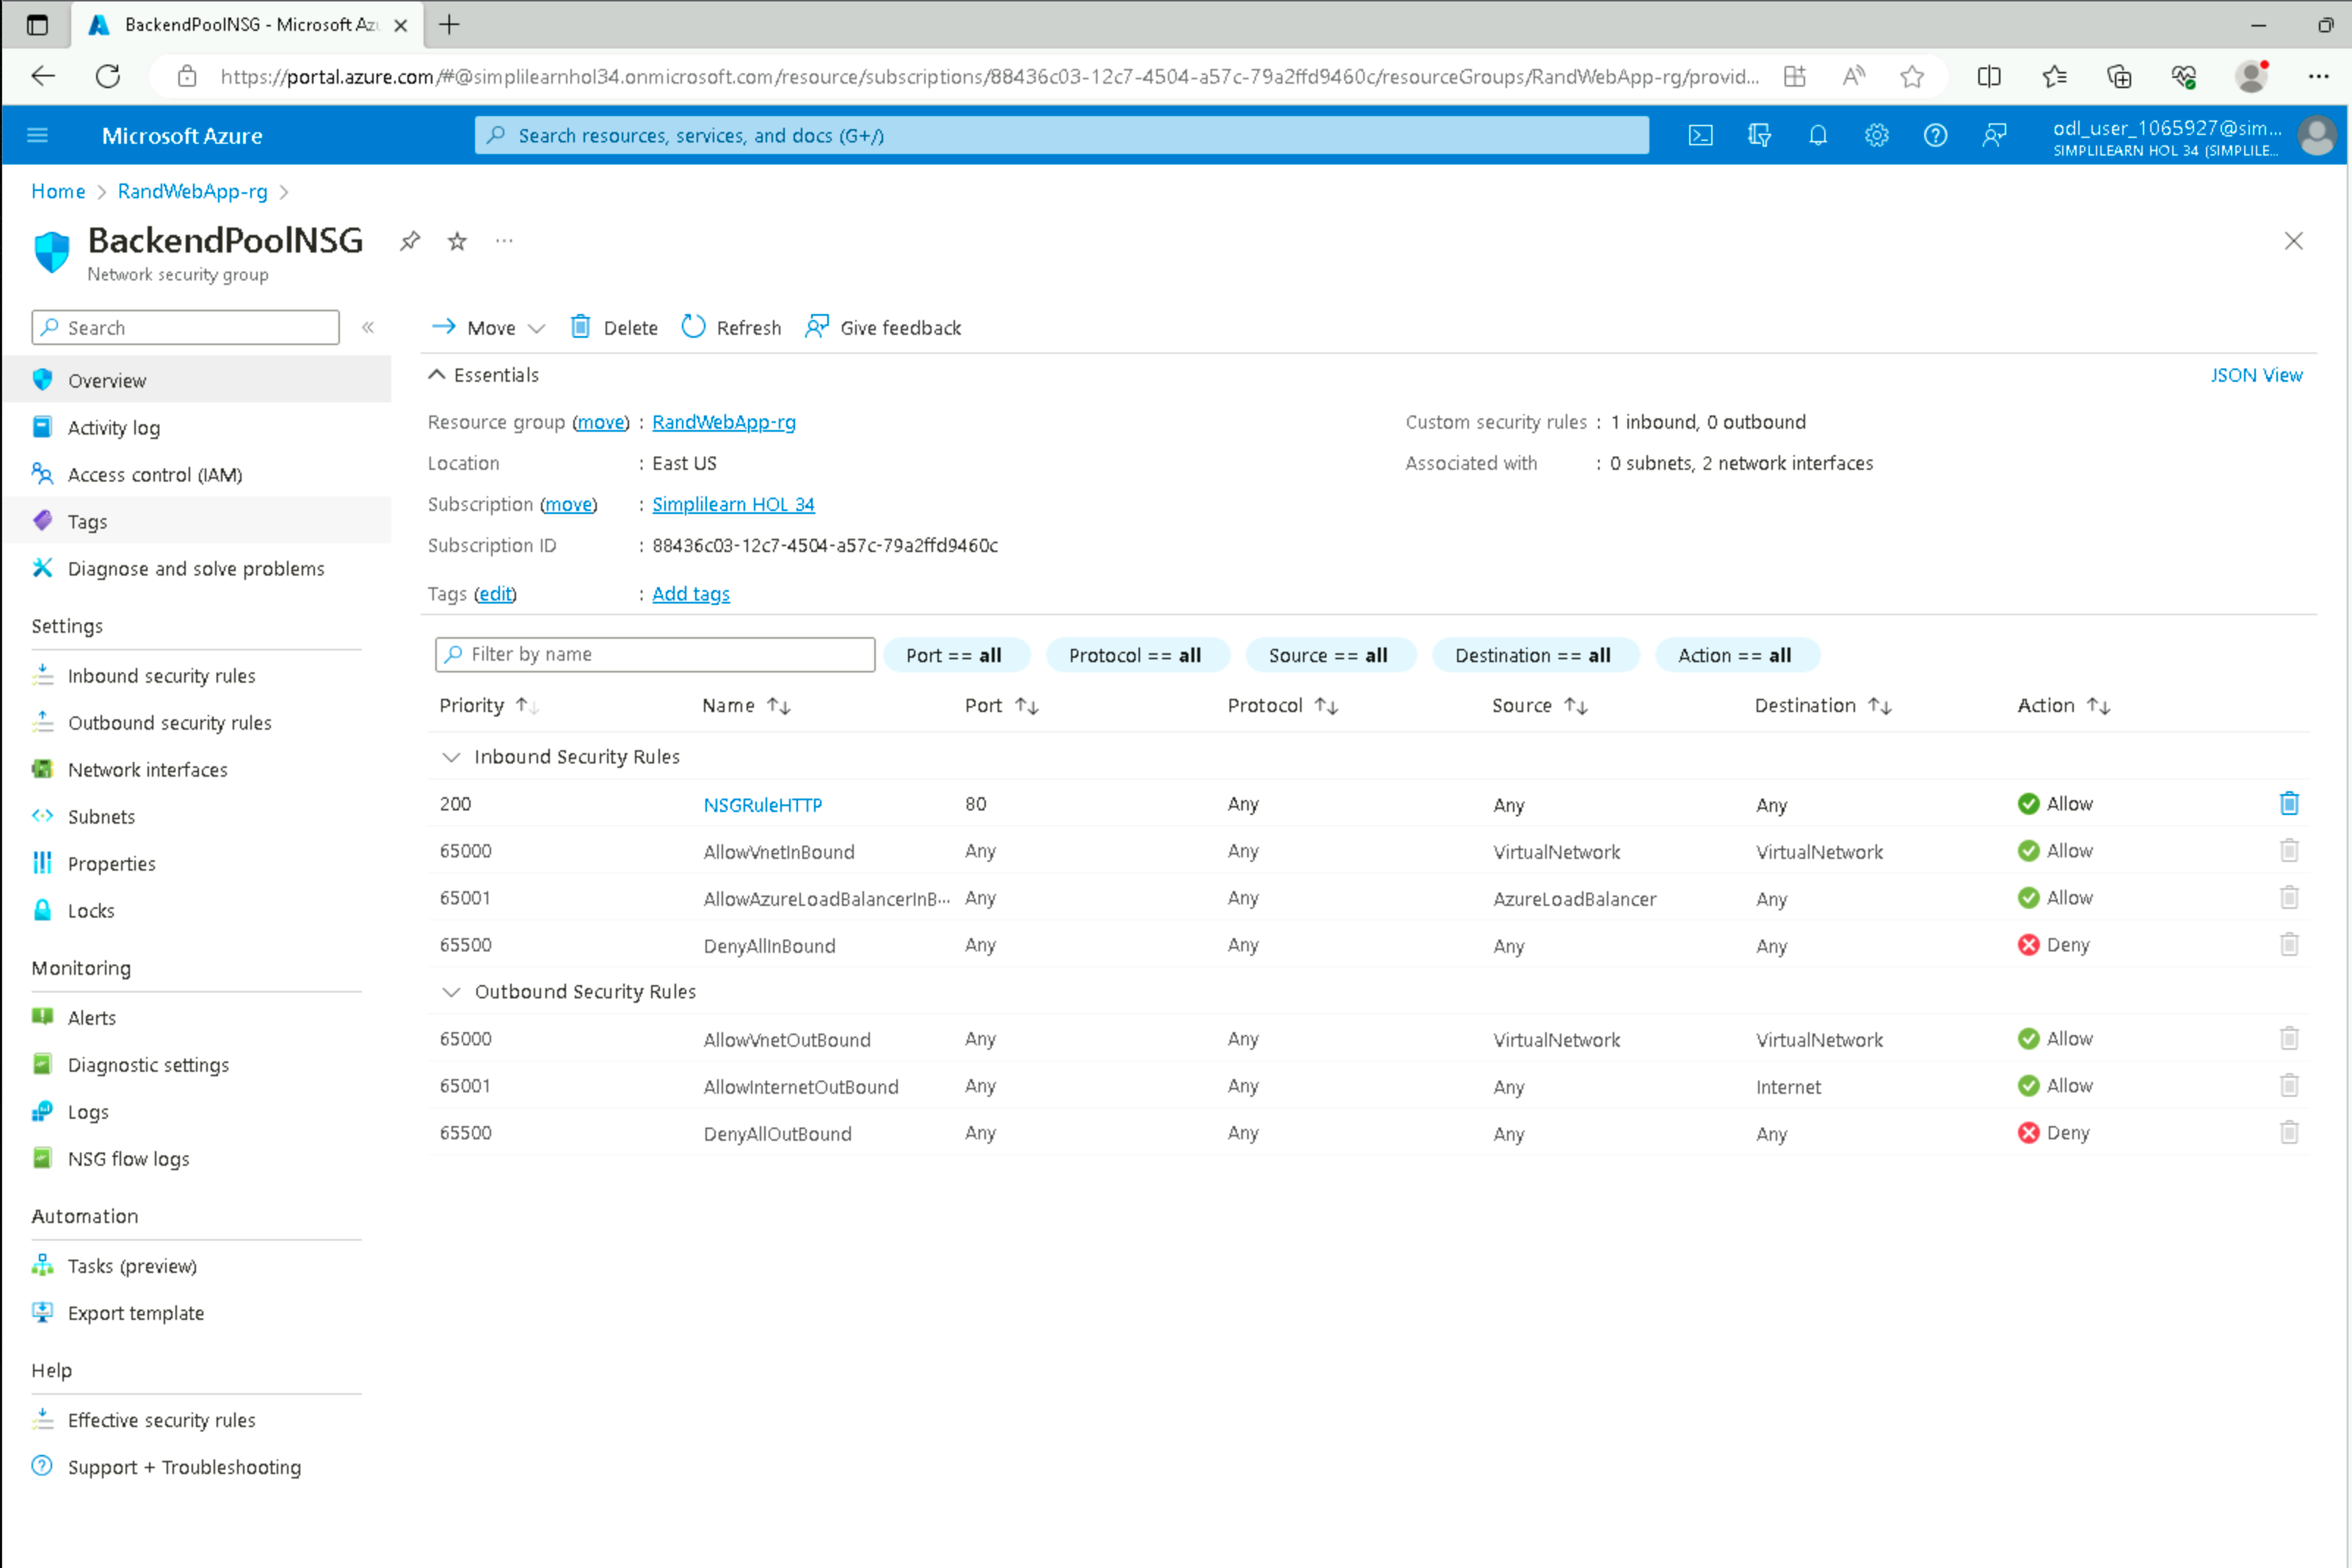 BackendPoolNSG - Microsoft Az
https://portal.azure.com/#@simplilearnhol34.onmicrosoft.com/resource/subscriptions/88436c03-12c7-4504-a57c-79a2ffd9460c/resourceGroups/RandWebApp-rg/provid...
Microsoft Azure
Search resources, services, and docs (G+/)
odl_user_1065927@sim...
SIMPLILEARN HOL 34 (SIMPLILE...
Home > RandWebApp-rg >
BackendPoolNSG ...
Network security group
Search «
Move Delete Refresh Give feedback
Overview
Activity log
Access control (IAM)
Tags
Diagnose and solve problems
Settings
Inbound security rules
Outbound security rules
Network interfaces
Subnets
Properties
Locks
Monitoring
Alerts
Diagnostic settings
Logs
NSG flow logs
Automation
Tasks (preview)
Export template
Help
Effective security rules
Support + Troubleshooting
Essentials JSON View
Resource group (move) : RandWebApp-rg
Location : East US
Subscription (move) : Simplilearn HOL 34
Subscription ID : 88436c03-12c7-4504-a57c-79a2ffd9460c
Tags (edit) : Add tags
Custom security rules : 1 inbound, 0 outbound
Associated with : 0 subnets, 2 network interfaces
Filter by name Port == all Protocol == all Source == all Destination == all Action == all
Priority ↑↓ Name ↑↓ Port ↑↓ Protocol ↑↓ Source ↑↓ Destination ↑↓ Action ↑↓
Inbound Security Rules
200 NSGRuleHTTP 80 Any Any Any Allow
65000 AllowVnetInBound Any Any VirtualNetwork VirtualNetwork Allow
65001 AllowAzureLoadBalancerInB... Any Any AzureLoadBalancer Any Allow
65500 DenyAllInBound Any Any Any Any Deny
Outbound Security Rules
65000 AllowVnetOutBound Any Any VirtualNetwork VirtualNetwork Allow
65001 AllowInternetOutBound Any Any Any Internet Allow
65500 DenyAllOutBound Any Any Any Any Deny